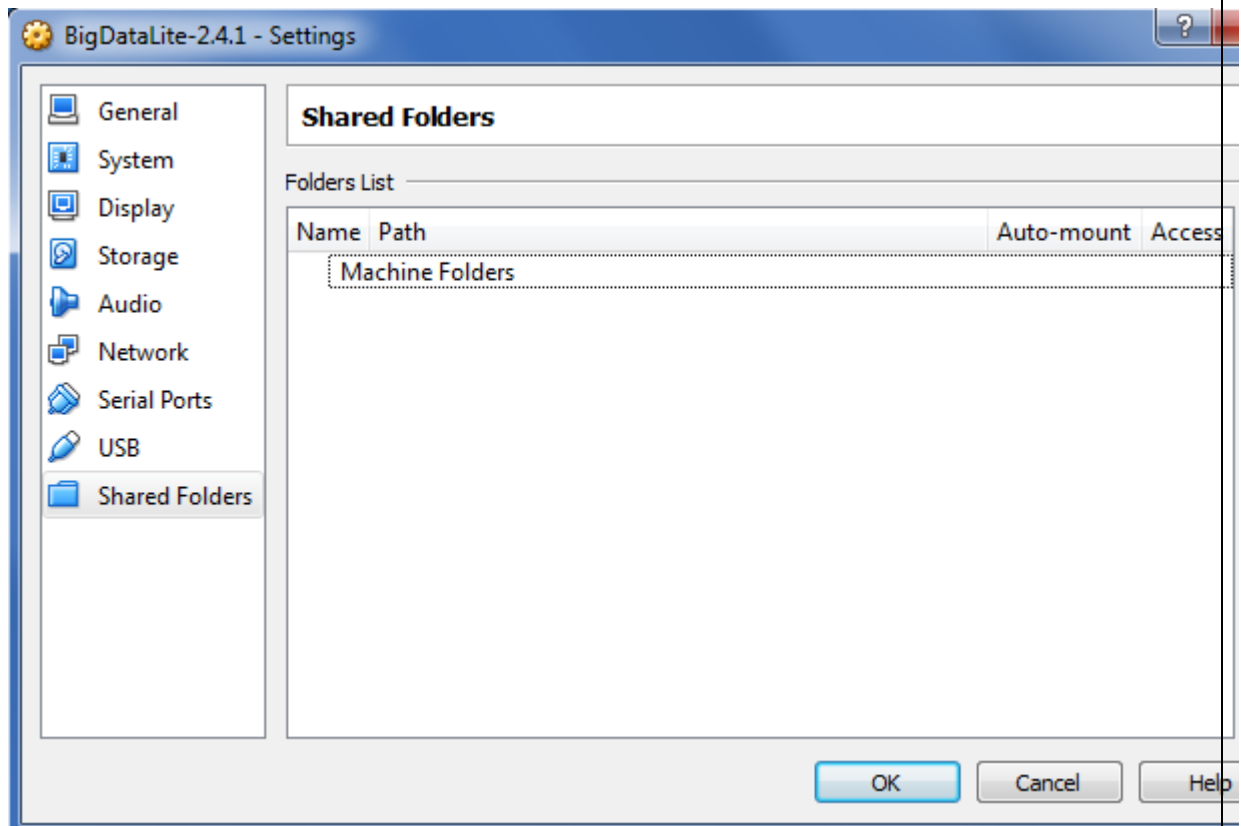 BigDataLite-2.4.1 - Settings
?
General
System
Display
Storage
Audio
Network
Serial Ports
USB
Shared Folders
Shared Folders
Folders List
Name Path Auto-mount Access
Machine Folders
OK Cancel Help